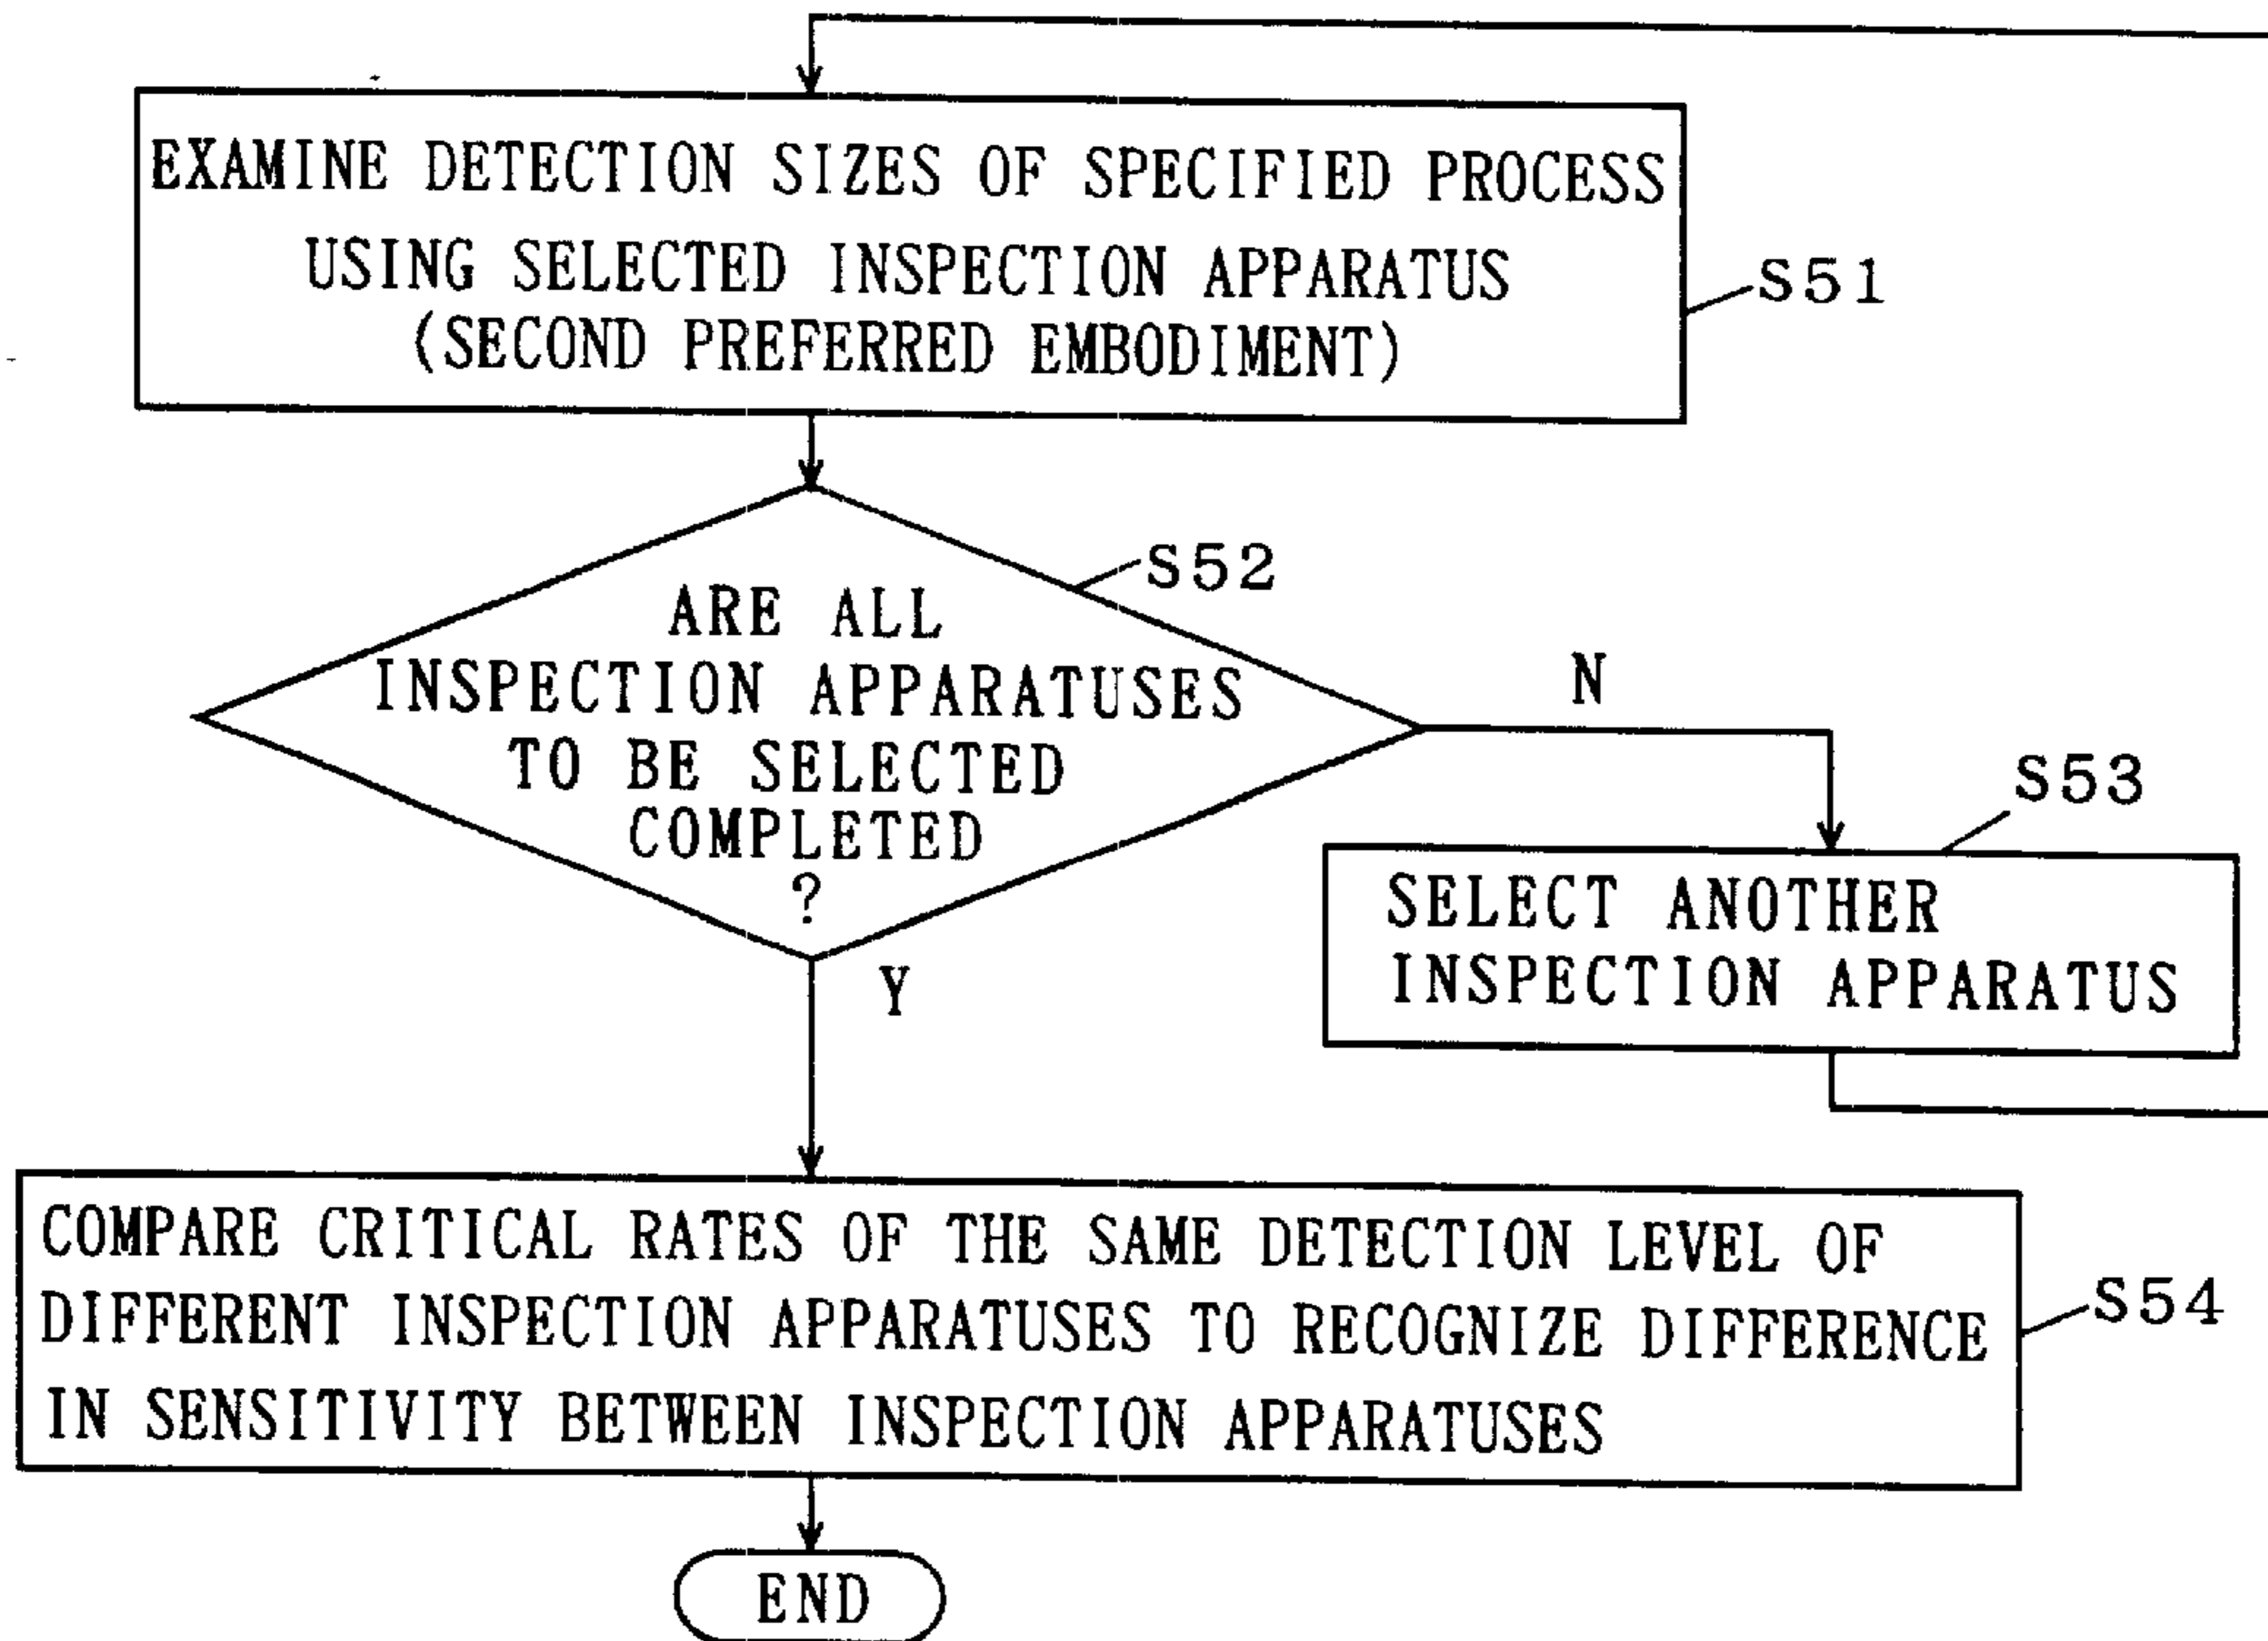 EXAMINE DETECTION SIZES OF SPECIFIED PROCESS
USING SELECTED INSPECTION APPARATUS
(SECOND PREFERRED EMBODIMENT)
S51
S52
ARE ALL
INSPECTION APPARATUSES
TO BE SELECTED
COMPLETED
?
N
Y
S53
SELECT ANOTHER
INSPECTION APPARATUS
COMPARE CRITICAL RATES OF THE SAME DETECTION LEVEL OF
DIFFERENT INSPECTION APPARATUSES TO RECOGNIZE DIFFERENCE
IN SENSITIVITY BETWEEN INSPECTION APPARATUSES
S54
END